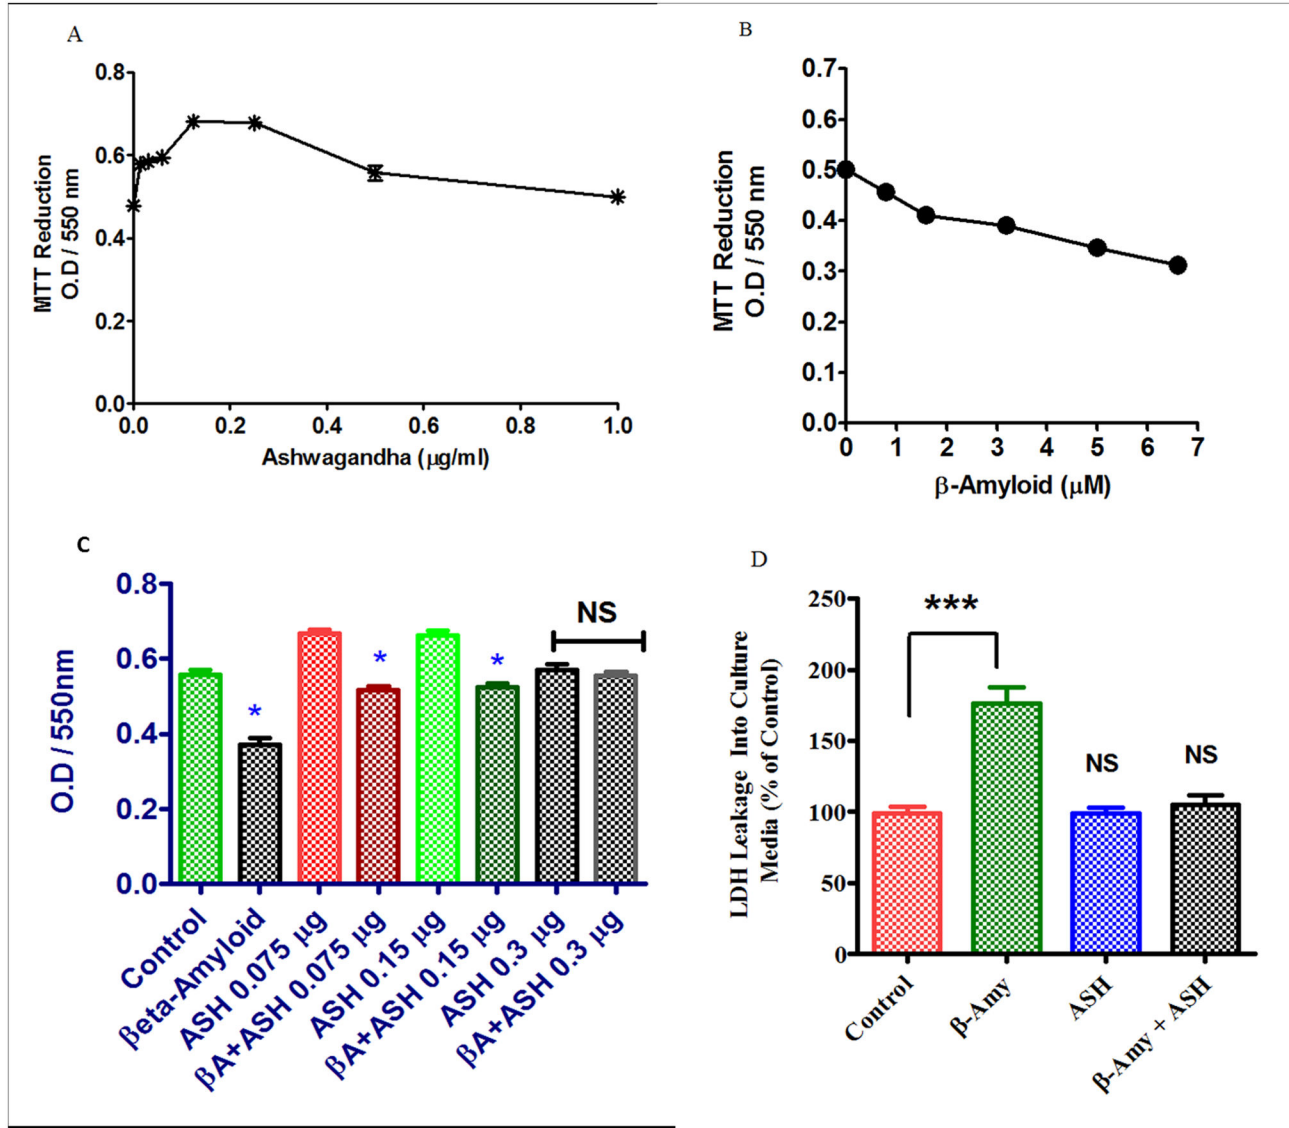 A
MTT Reduction
O.D / 550 nm
0.8
0.6
0.4
0.2
0.0
0.0 0.2 0.4 0.6 0.8 1.0
Ashwagandha (μg/ml)
B
MTT Reduction
O.D / 550 nm
0.7
0.6
0.5
0.4
0.3
0.2
0.1
0.0
0 1 2 3 4 5 6 7
β-Amyloid (μM)
C
O.D / 550nm
0.8
0.6
0.4
0.2
0.0
*
*
*
NS
Control
βeta-Amyloid
ASH 0.075 μg
βA+ASH 0.075 μg
ASH 0.15 μg
βA+ASH 0.15 μg
ASH 0.3 μg
βA+ASH 0.3 μg
D
LDH Leakage Into Culture
Media (% of Control)
250
200
150
100
50
0
***
NS
NS
Control
β-Amy
ASH
β-Amy + ASH